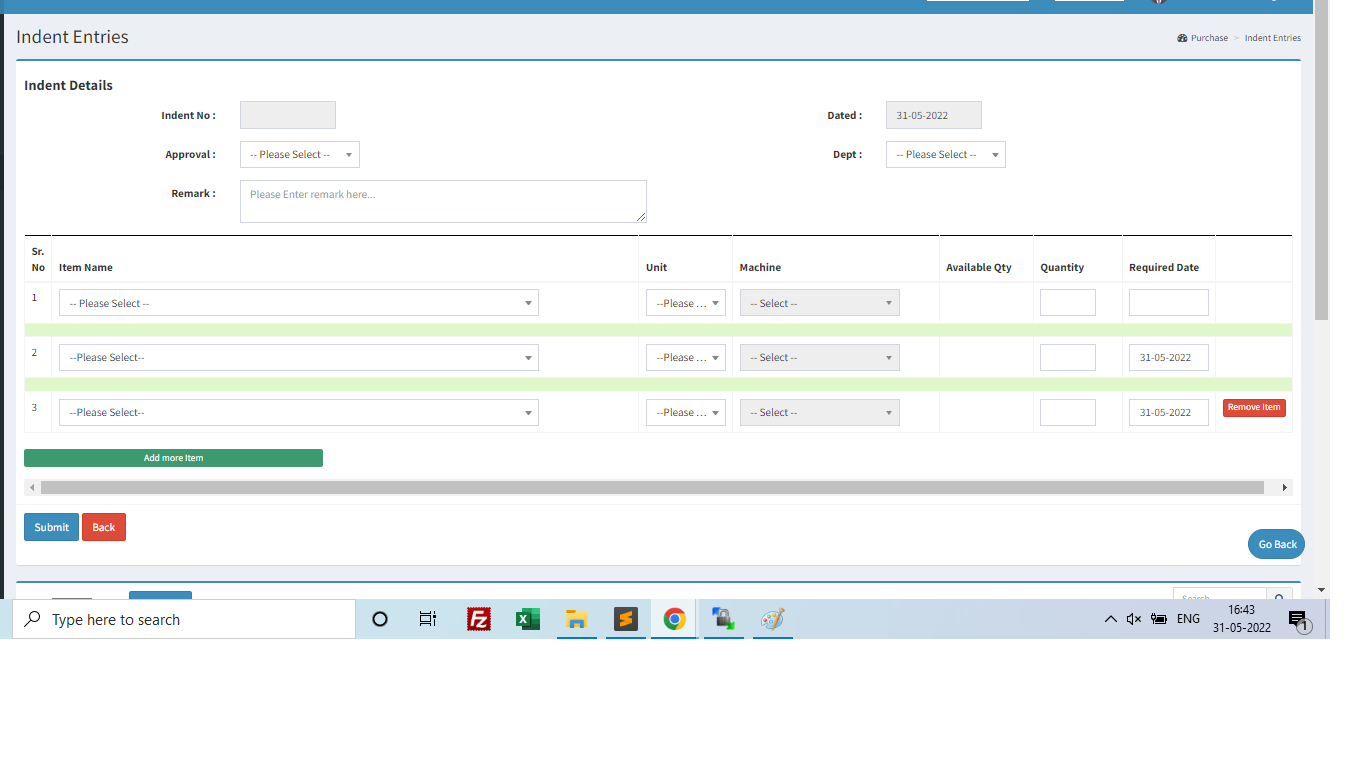 Indent Entries
Purchase > Indent Entries
Indent Details
Indent No :
Dated : 31-05-2022
Approval : -- Please Select --
Dept : -- Please Select --
Remark : Please Enter remark here...
Sr. No Item Name Unit Machine Available Qty Quantity Required Date
1 -- Please Select -- --Please ... -- Select --
2 --Please Select-- --Please ... -- Select -- 31-05-2022
3 --Please Select-- --Please ... -- Select -- 31-05-2022 Remove Item
Add more Item
Submit Back
Go Back
Search
Type here to search
ENG
16:43
31-05-2022
1